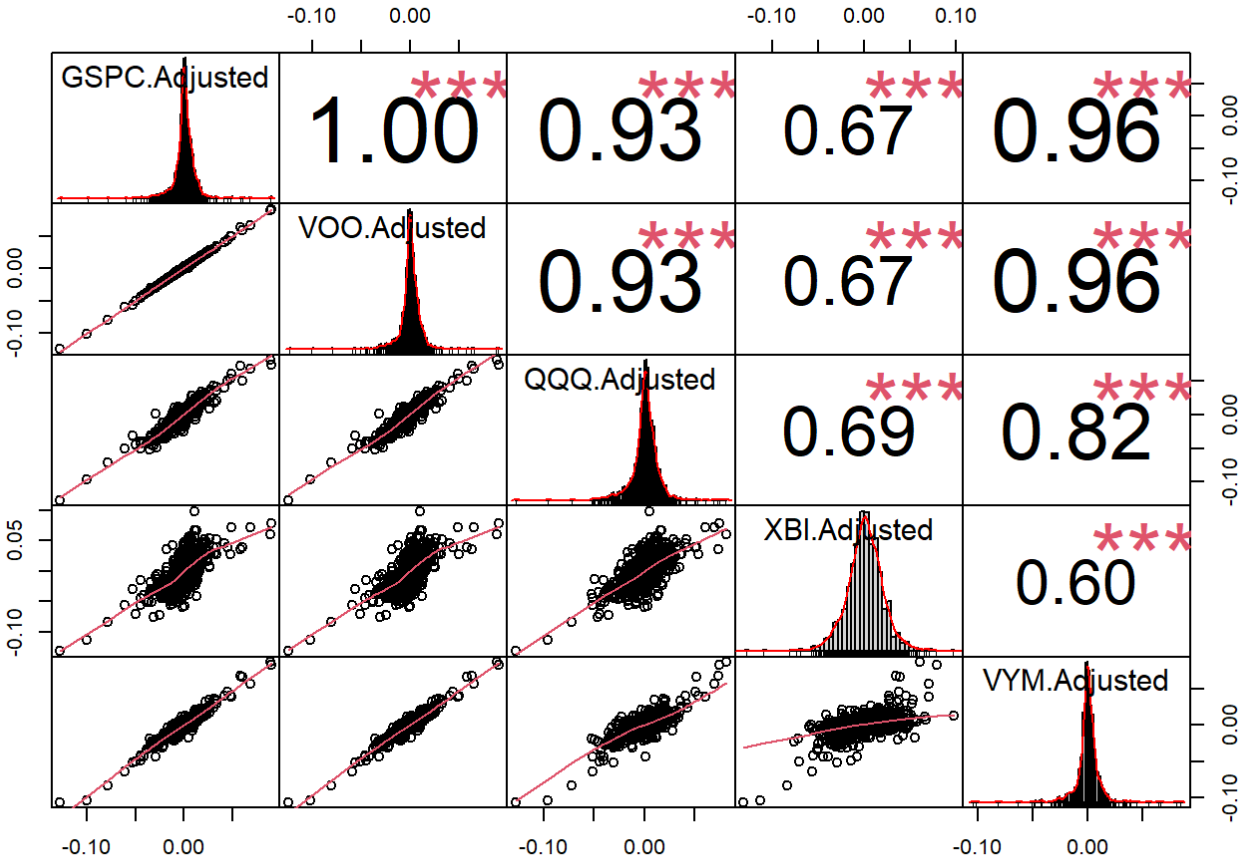 -0.10 0.00 -0.10 0.00 0.10
GSPC.Adjusted 1.00 *** 0.93 *** 0.67 *** 0.96 *** -0.10 0.00
-0.10 0.00 VOO.Adjusted 0.93 *** 0.67 *** 0.96 ***
QQQ.Adjusted 0.69 *** 0.82 *** -0.10 0.00
-0.10 0.05 XBI.Adjusted 0.60 ***
VYM.Adjusted -0.10 0.00
-0.10 0.00 -0.10 0.00 -0.10 0.00